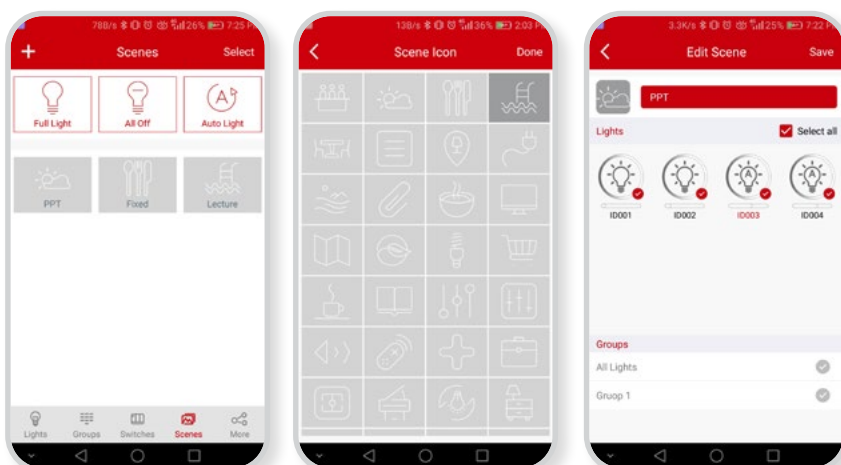 78B/s 26% 7:25 P
Scenes
Select
Full Light
All Off
Auto Light
PPT
Fixed
Lecture
Lights
Groups
Switches
Scenes
More
13B/s 36% 2:03 P
Scene Icon
Done
3.3K/s 25% 7:22 P
Edit Scene
Save
PPT
Lights
Select all
ID001
ID002
ID003
ID004
Groups
All Lights
Gruop 1